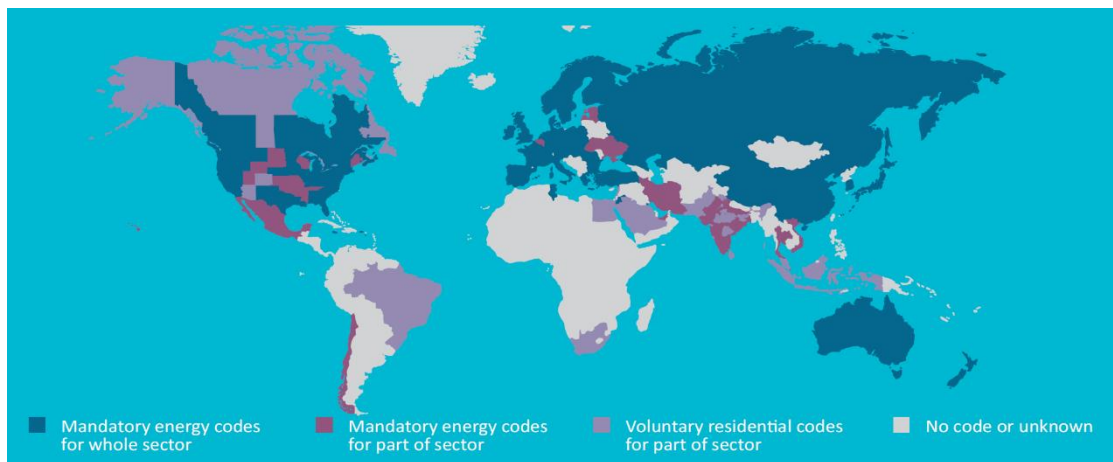 Mandatory energy codes
for whole sector
Mandatory energy codes
for part of sector
Voluntary residential codes
for part of sector
No code or unknown